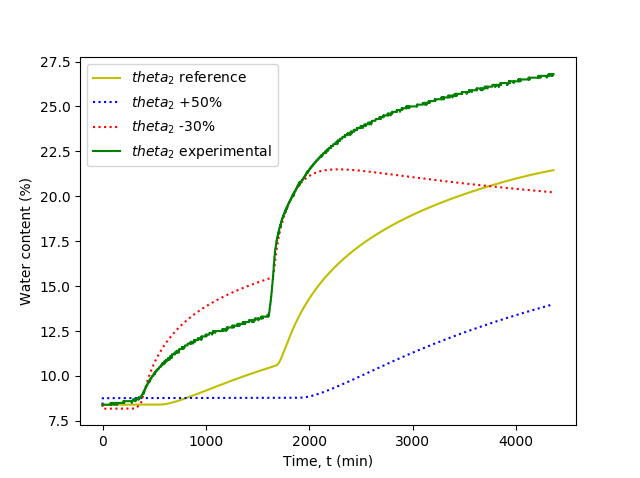 27.5
25.0
22.5
20.0
17.5
15.0
12.5
10.0
7.5
Water content (%)
theta₂ reference
theta₂ +50%
theta₂ -30%
theta₂ experimental
0 1000 2000 3000 4000
Time, t (min)